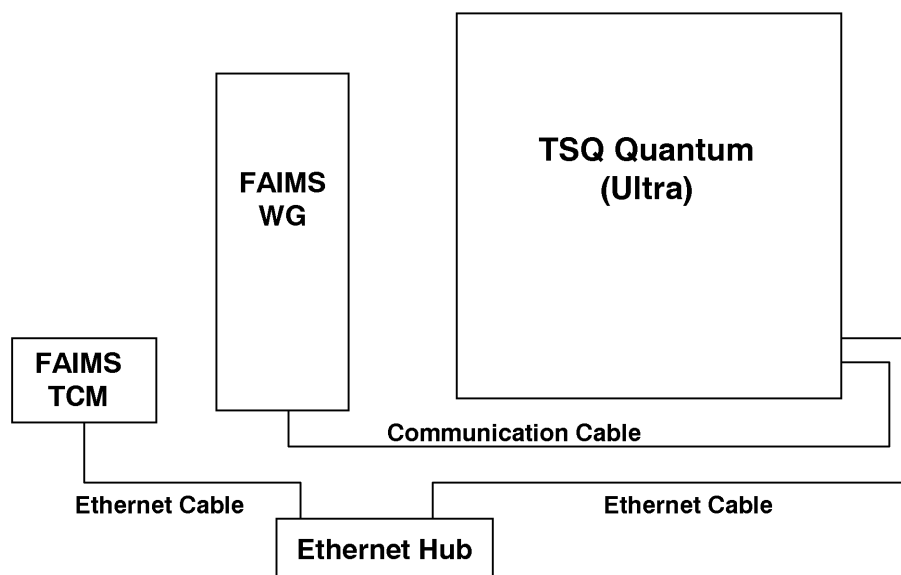 TSQ Quantum
(Ultra)
FAIMS
WG
FAIMS
TCM
Communication Cable
Ethernet Cable
Ethernet Cable
Ethernet Hub